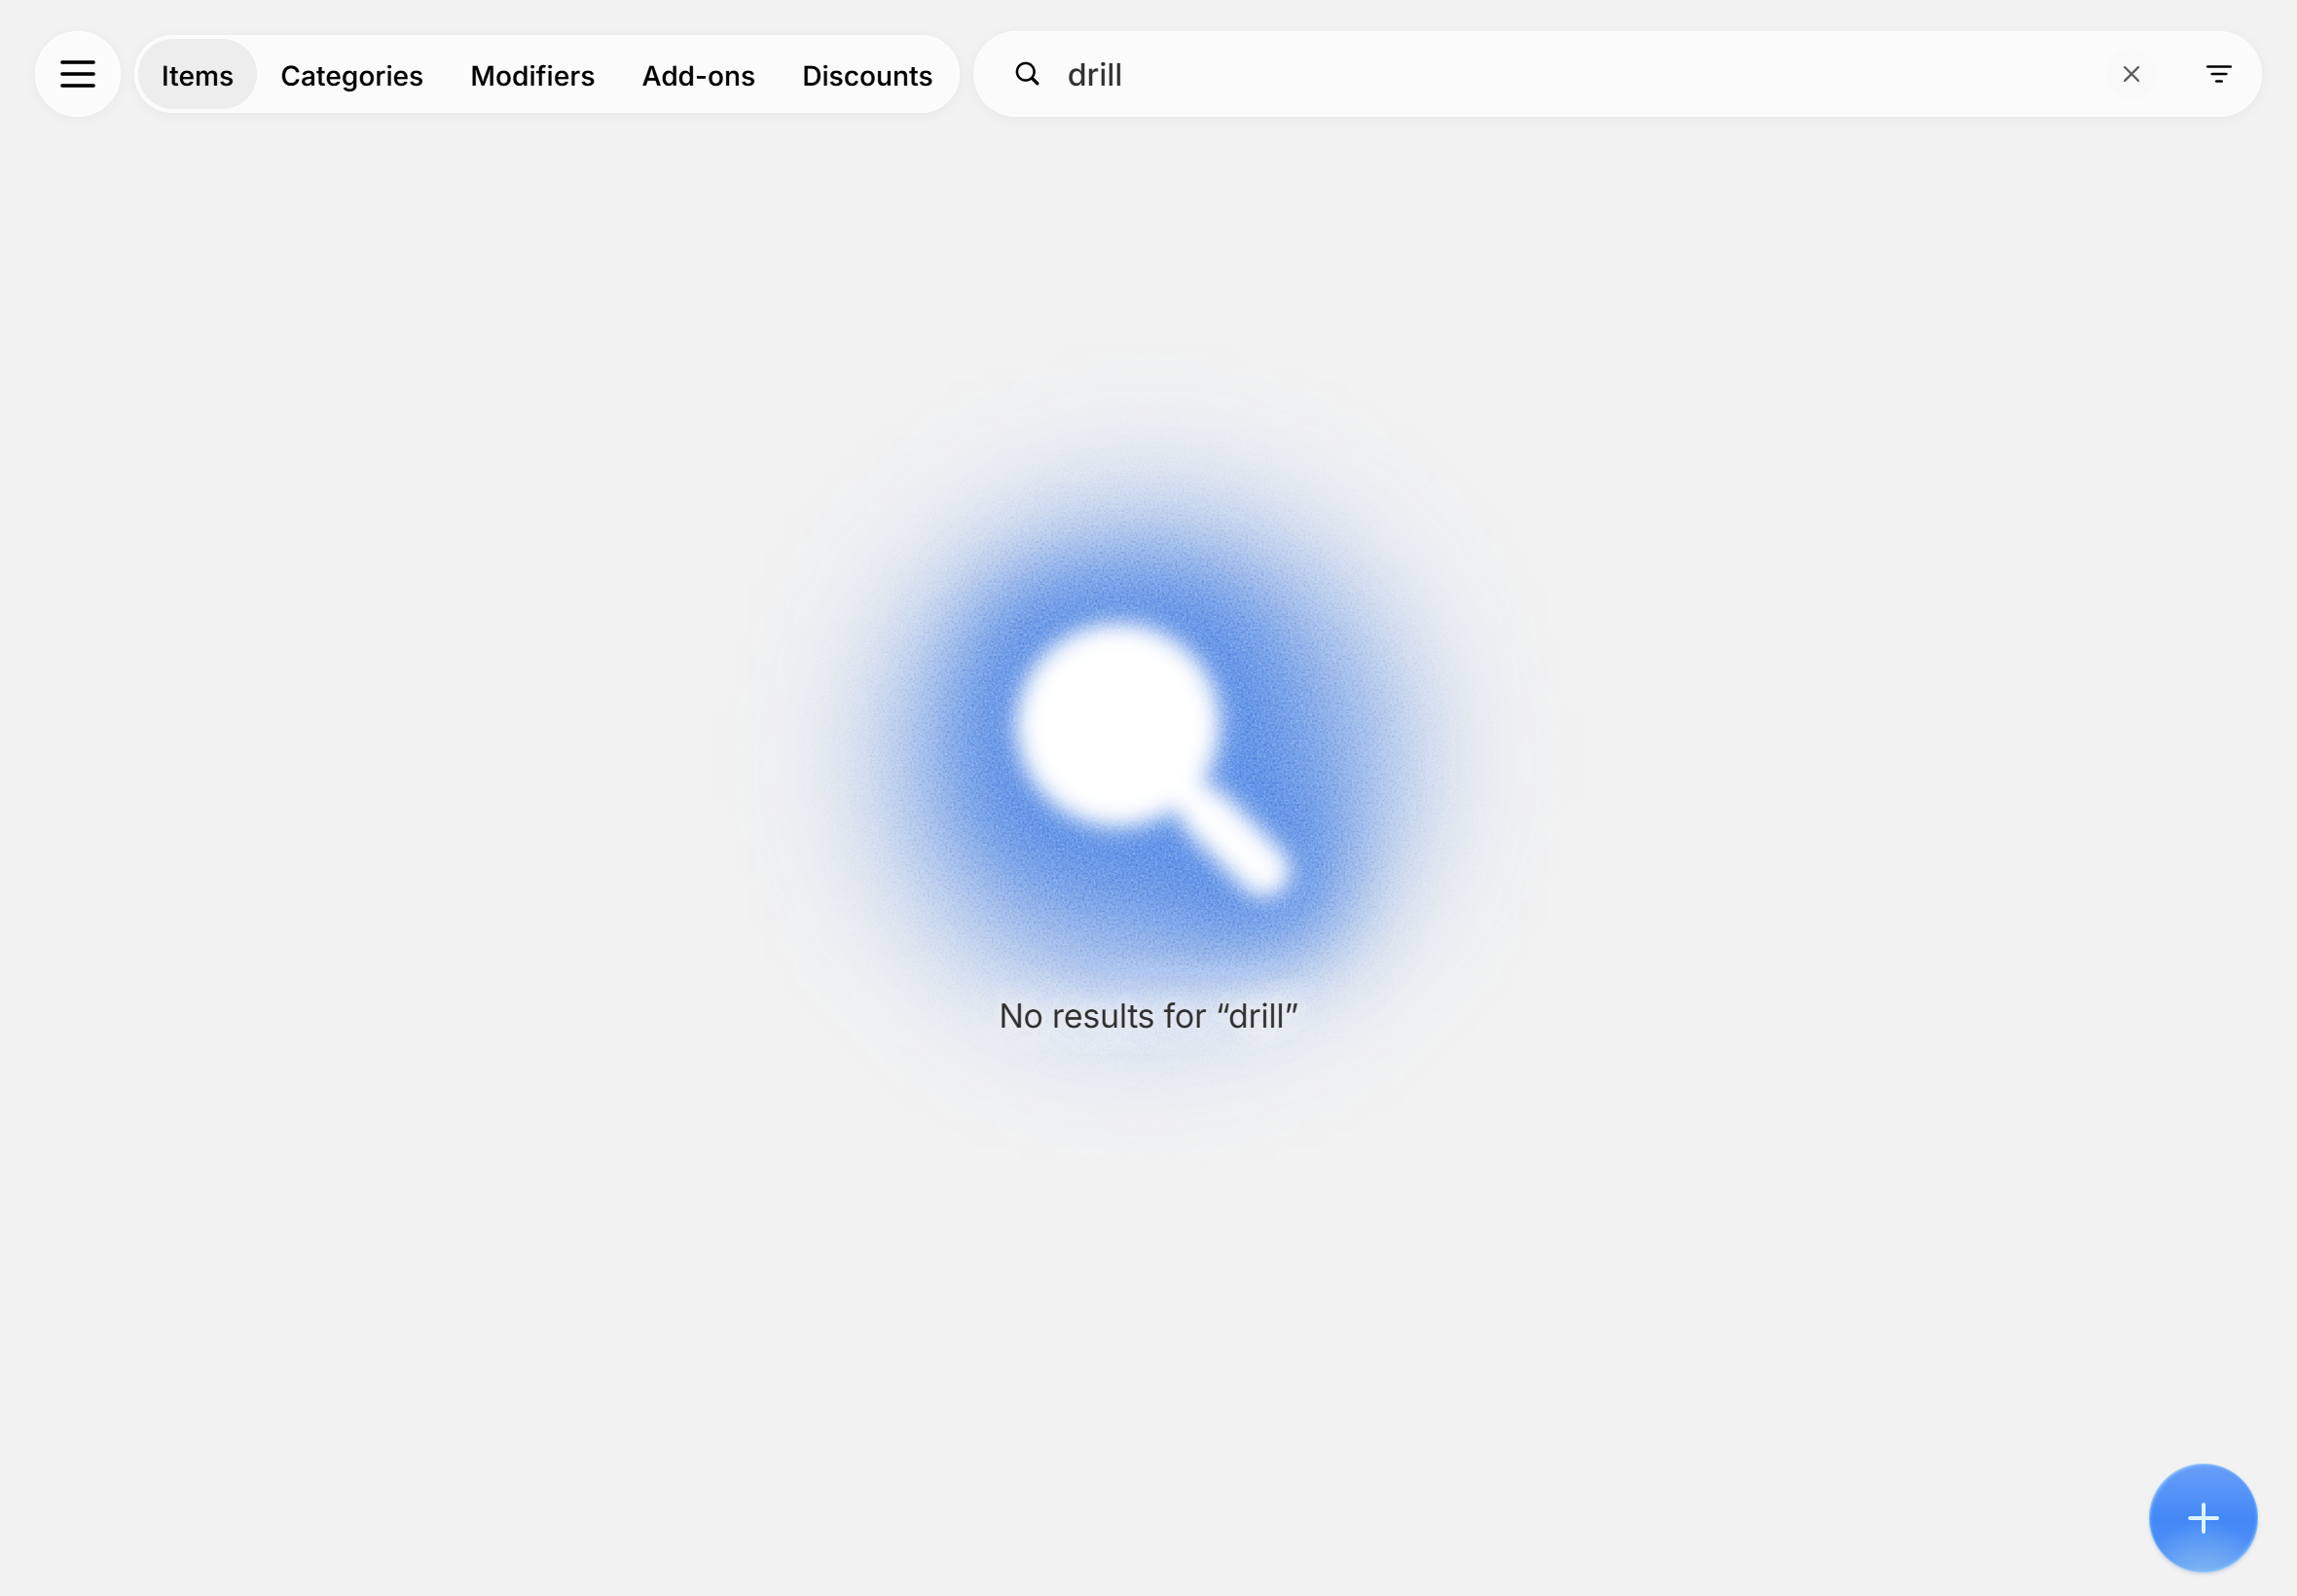 Items Categories Modifiers Add-ons Discounts drill
No results for “drill”